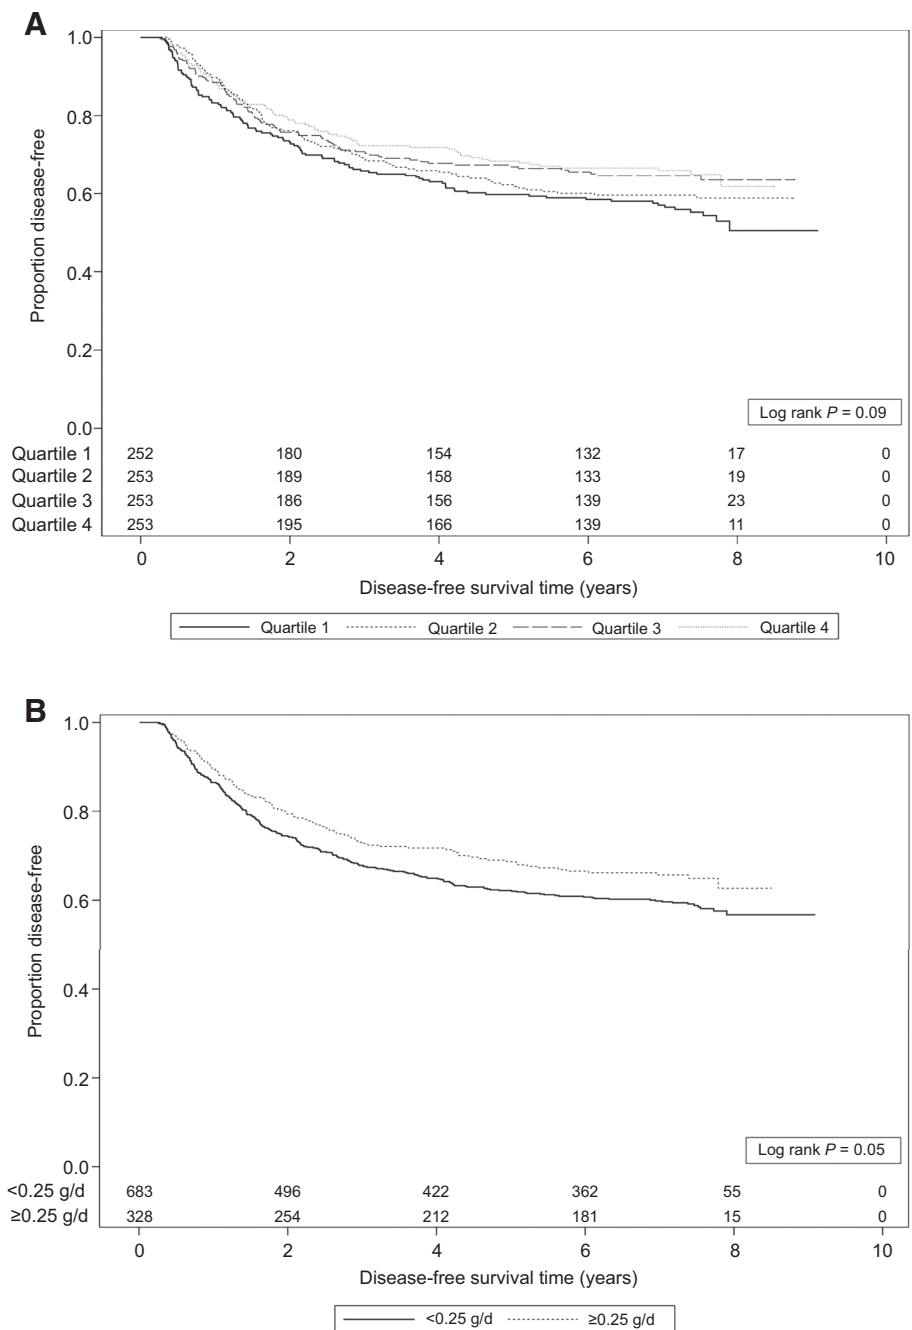 A
Proportion disease-free
1.0
0.8
0.6
0.4
0.2
0.0
Log rank P = 0.09
Quartile 1 252 180 154 132 17 0
Quartile 2 253 189 158 133 19 0
Quartile 3 253 186 156 139 23 0
Quartile 4 253 195 166 139 11 0
0 2 4 6 8 10
Disease-free survival time (years)
Quartile 1 Quartile 2 Quartile 3 Quartile 4
B
Proportion disease-free
1.0
0.8
0.6
0.4
0.2
0.0
Log rank P = 0.05
<0.25 g/d 683 496 422 362 55 0
≥0.25 g/d 328 254 212 181 15 0
0 2 4 6 8 10
Disease-free survival time (years)
<0.25 g/d ≥0.25 g/d